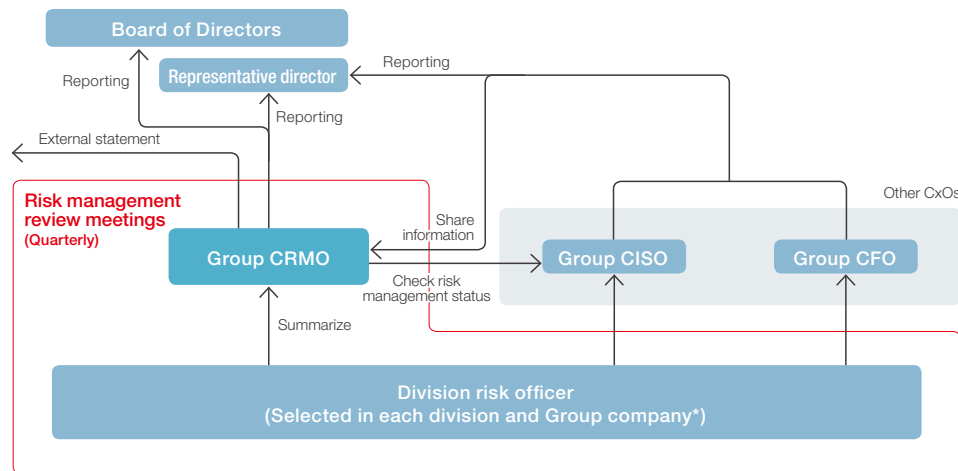 Board of Directors
Reporting
Representative director
Reporting
Reporting
External statement
Risk management
review meetings
(Quarterly)
Other CxOs
Share
information
Group CRMO
Group CISO
Group CFO
Check risk
management status
Summarize
Division risk officer
(Selected in each division and Group company*)